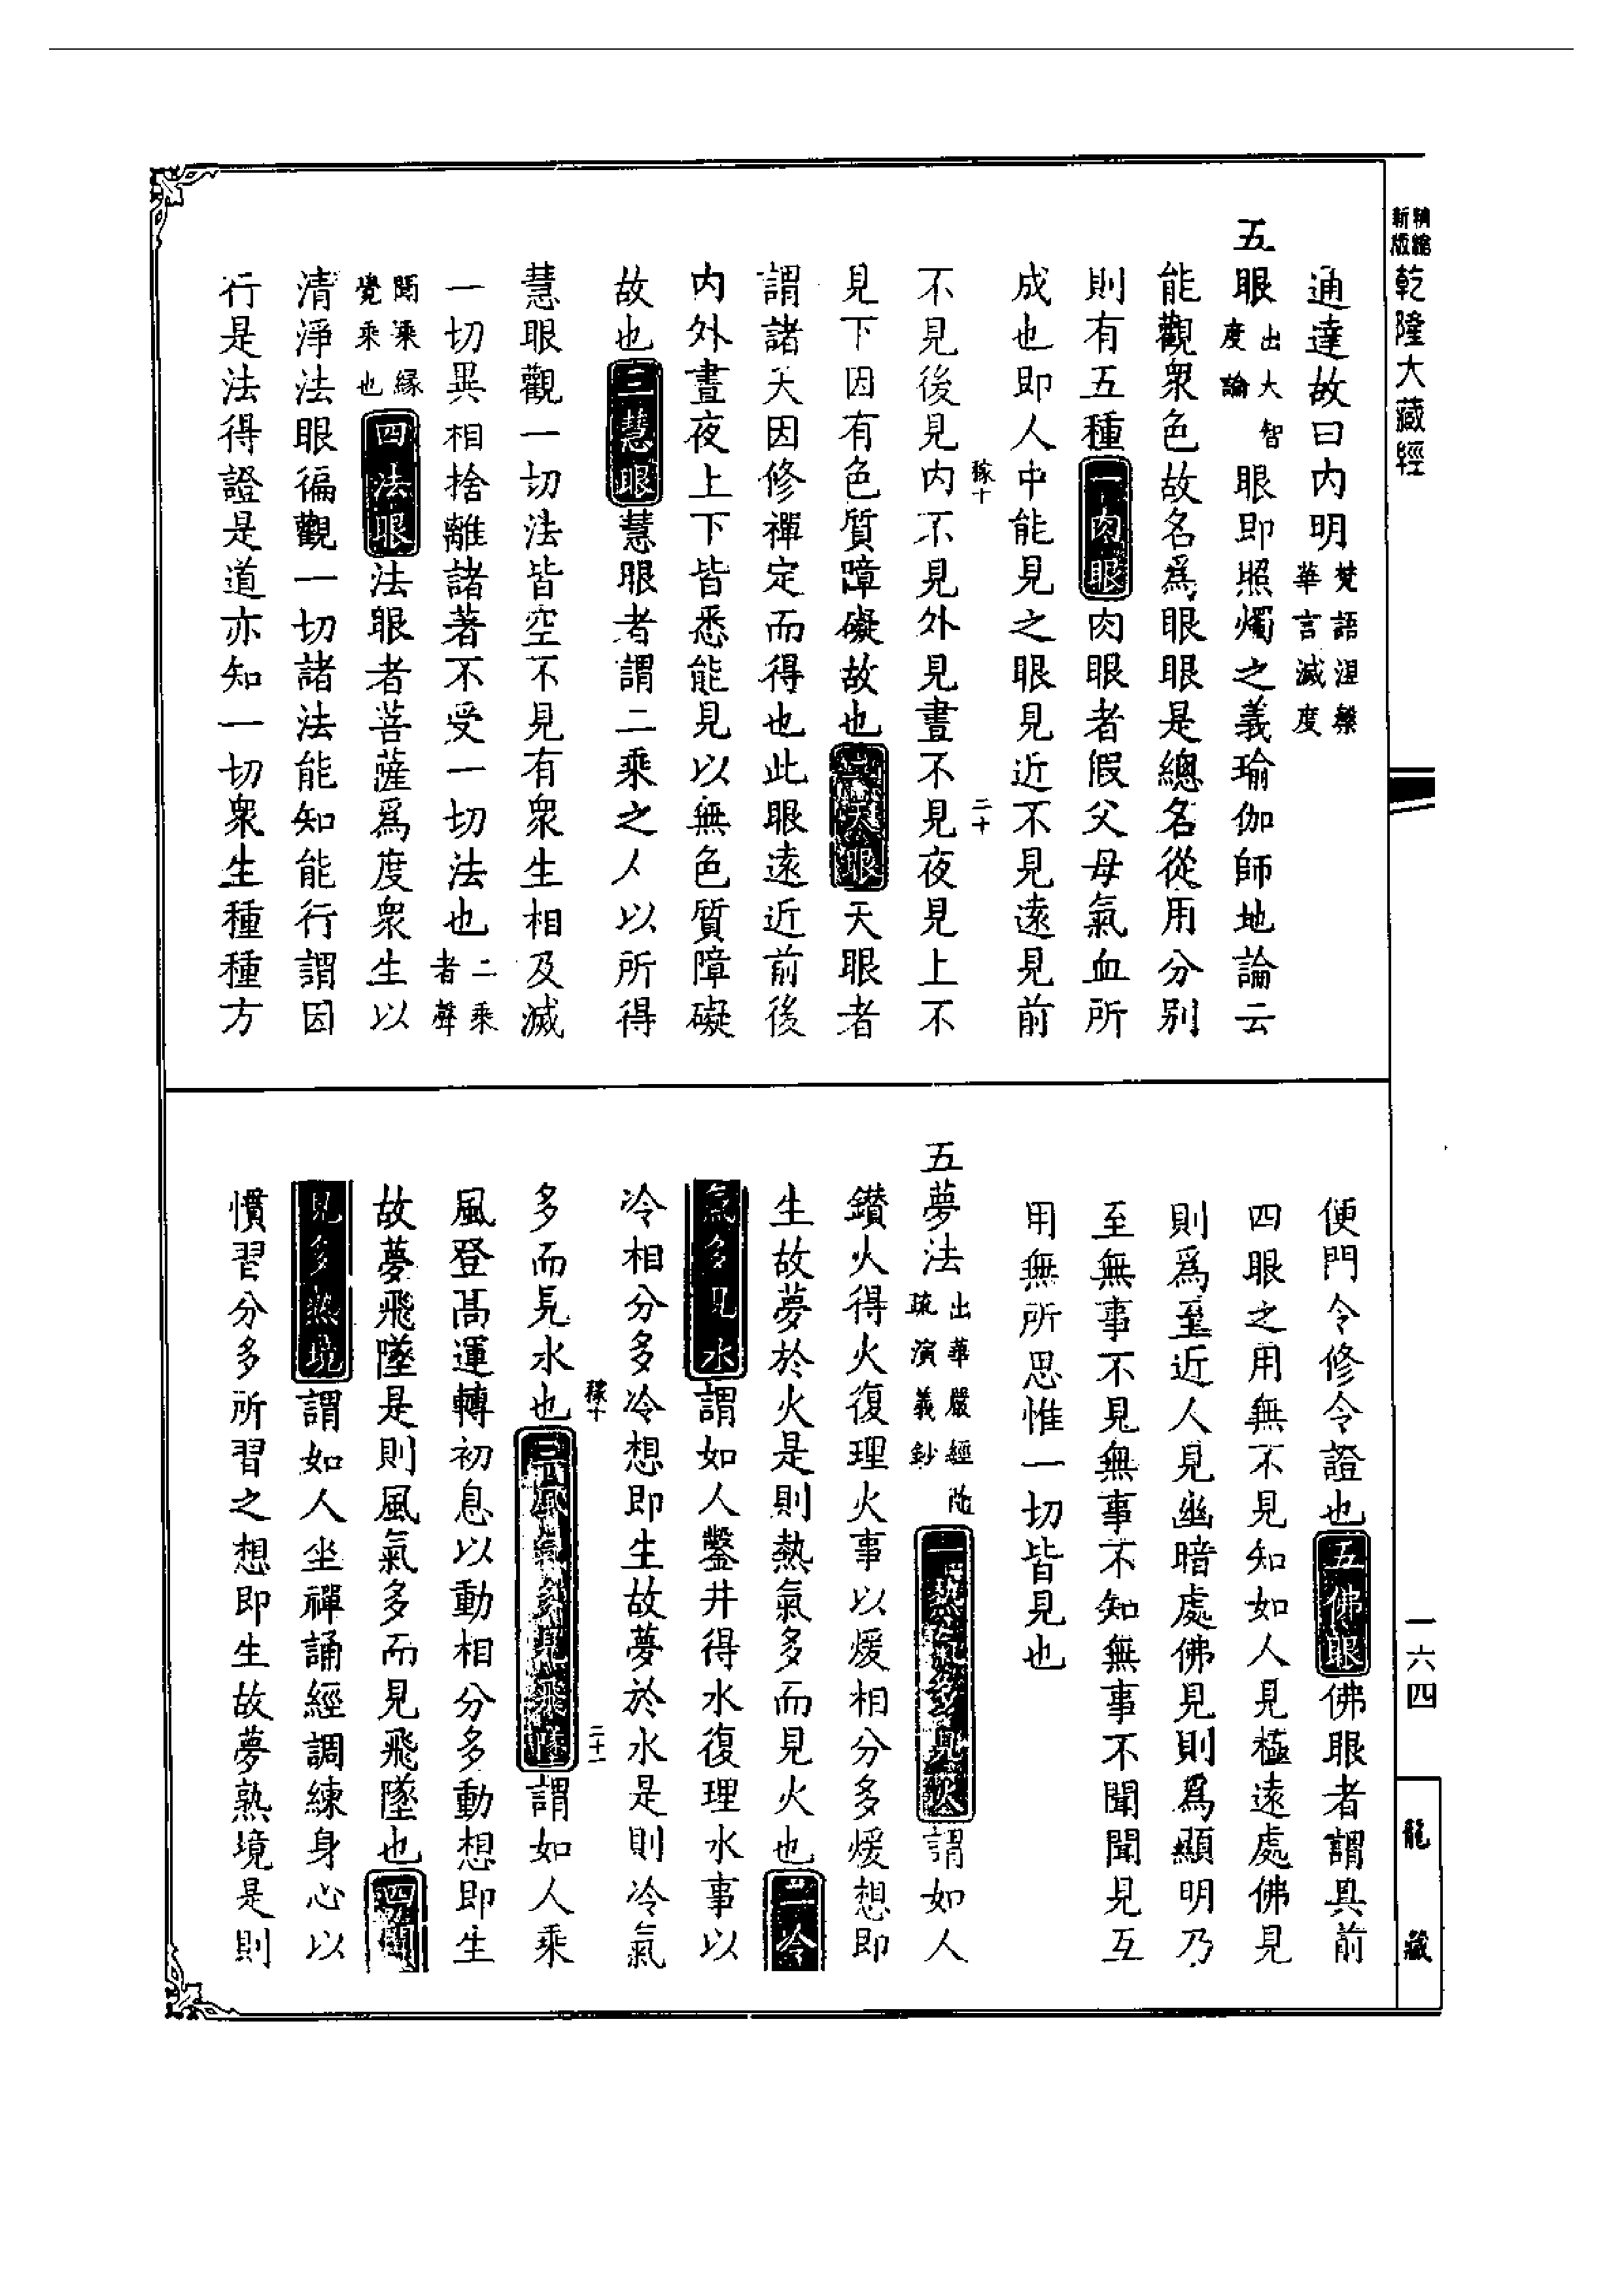 新編縮版
乾隆大藏經
通達故曰內明梵語涅槃華言滅度
五眼出大智度論眼即照燭之義瑜伽師地論云
能觀衆色故名爲眼眼是總名從用分別
則有五種一肉眼肉眼者假父母氣血所
成也即人中能見之眼見近不見遠見前
稼十
二十
不見後見內不見外見晝不見夜見上不
見下因有色質障礙故也二天眼天眼者
謂諸天因修禪定而得也此眼遠近前後
內外晝夜上下皆悉能見以無色質障礙
故也三慧眼慧眼者謂二乘之人以所得
慧眼觀一切法皆空不見有衆生相及滅
一切異相捨離諸著不受一切法也二乘者聲
聞乘緣覺乘也四法眼法眼者菩薩爲度衆生以
清淨法眼徧觀一切諸法能知能行謂因
行是法得證是道亦知一切衆生種種方
一六四
龍藏
便門令修令證也五佛眼佛眼者謂具前
四眼之用無不見知如人見極遠處佛見
則爲至近人見幽暗處佛見則爲顯明乃
至無事不見無事不知無事不聞聞見互
用無所思惟一切皆見也
五夢法出華嚴經隨疏演義鈔一熱氣多見火謂如人
鑚火得火復理火事以煖相分多煖想即
生故夢於火是則熱氣多而見火也二冷
氣多見水謂如人鑿井得水復理水事以
冷相分多冷想即生故夢於水是則冷氣
稼十
二十一
多而見水也三風氣多見飛墜謂如人乘
風登高運轉初息以動相分多動想即生
故夢飛墜是則風氣多而見飛墜也四聞
見多熟境謂如人坐禪誦經調練身心以
慣習分多所習之想即生故夢熟境是則